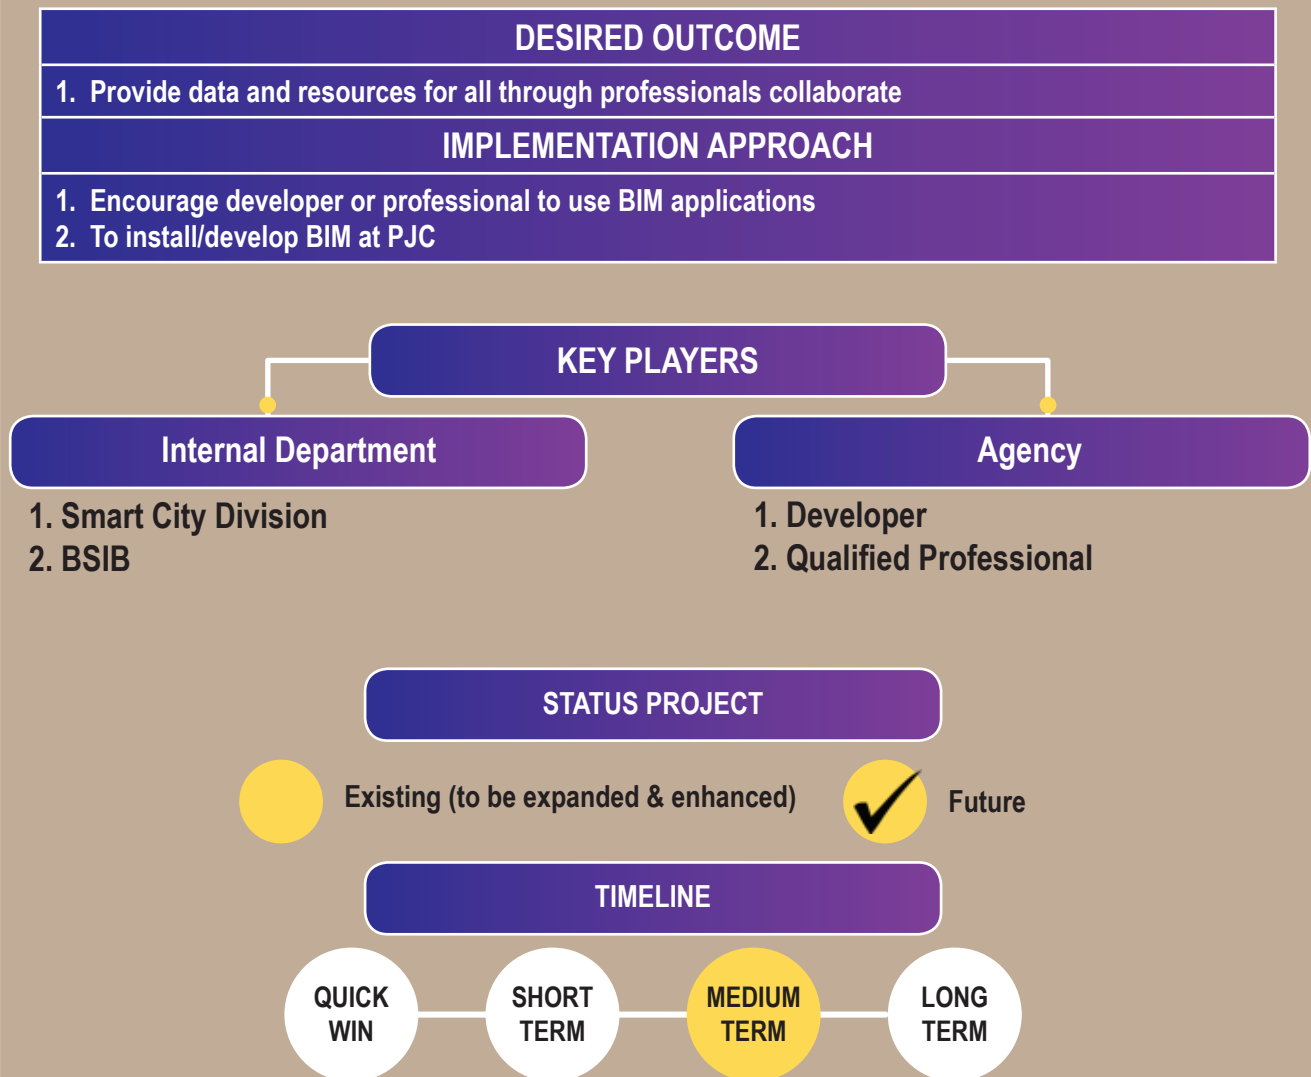 DESIRED OUTCOME
1. Provide data and resources for all through professionals collaborate
IMPLEMENTATION APPROACH
1. Encourage developer or professional to use BIM applications
2. To install/develop BIM at PJC
KEY PLAYERS
Internal Department
1. Smart City Division
2. BSIB
Agency
1. Developer
2. Qualified Professional
STATUS PROJECT
Existing (to be expanded & enhanced)
Future
TIMELINE
QUICK
WIN
SHORT
TERM
MEDIUM
TERM
LONG
TERM